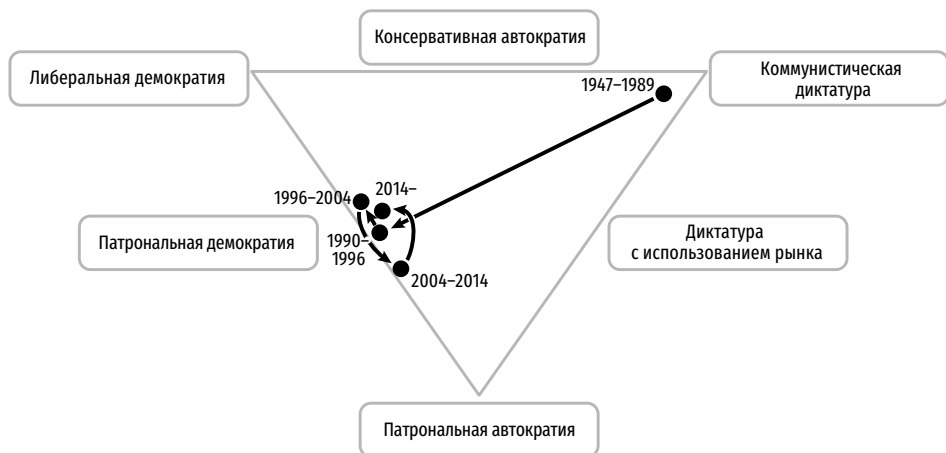 Консервативная автократия
Либеральная демократия
Коммунистическая
диктатура
1947–1989
1996–2004
2014–
Патрональная демократия
1990–
1996
2004–2014
Диктатура
с использованием рынка
Патрональная автократия